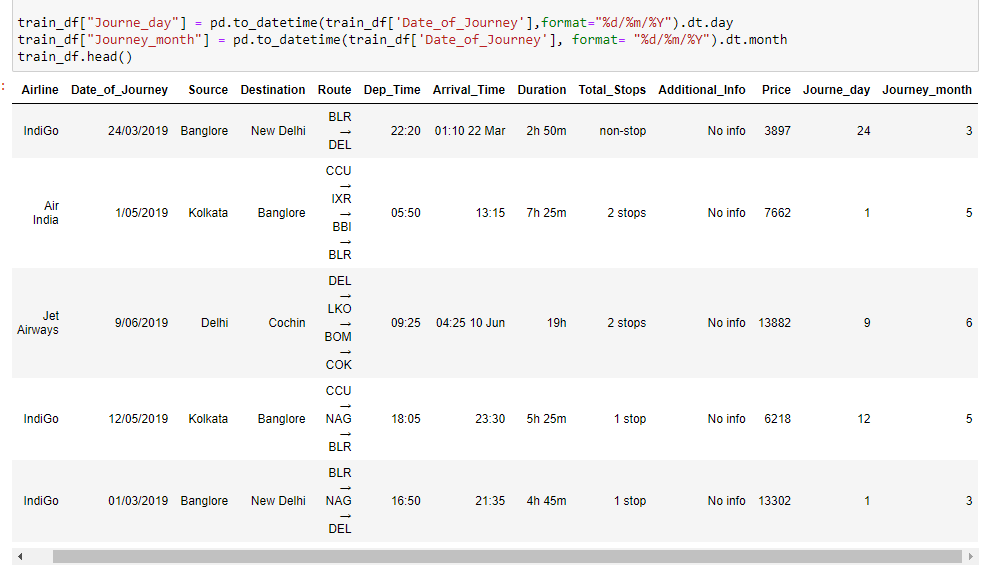 train_df["Journe_day"] = pd.to_datetime(train_df['Date_of_Journey'],format="%d/%m/%Y").dt.day
train_df["Journey_month"] = pd.to_datetime(train_df['Date_of_Journey'], format= "%d/%m/%Y").dt.month
train_df.head()
:
Airline Date_of_Journey Source Destination Route Dep_Time Arrival_Time Duration Total_Stops Additional_Info Price Journe_day Journey_month
IndiGo 24/03/2019 Banglore New Delhi BLR → DEL 22:20 01:10 22 Mar 2h 50m non-stop No info 3897 24 3
Air India 1/05/2019 Kolkata Banglore CCU → IXR → BBI → BLR 05:50 13:15 7h 25m 2 stops No info 7662 1 5
Jet Airways 9/06/2019 Delhi Cochin DEL → LKO → BOM → COK 09:25 04:25 10 Jun 19h 2 stops No info 13882 9 6
IndiGo 12/05/2019 Kolkata Banglore CCU → NAG → BLR 18:05 23:30 5h 25m 1 stop No info 6218 12 5
IndiGo 01/03/2019 Banglore New Delhi BLR → NAG → DEL 16:50 21:35 4h 45m 1 stop No info 13302 1 3